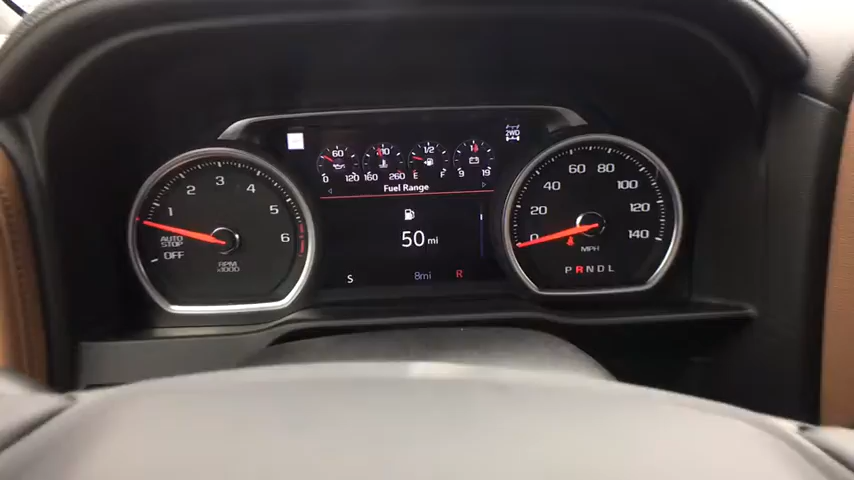 60
0 120
210
160 260
1/2
E F
9 19
2WD
Fuel Range
50 mi
S 8mi R
1 2 3 4 5 6
AUTO
STOP
OFF
RPM
x1000
0 20 40 60 80 100 120 140
MPH
P R N D L